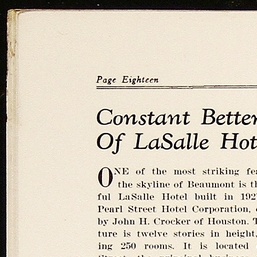 Page Eighteen
Constant Better
Of LaSalle Hot
ONE of the most striking fea
the skyline of Beaumont is th
ful LaSalle Hotel built in 192
Pearl Street Hotel Corporation,
by John H. Crocker of Houston. T
ture is twelve stories in height,
ing 250 rooms. It is located